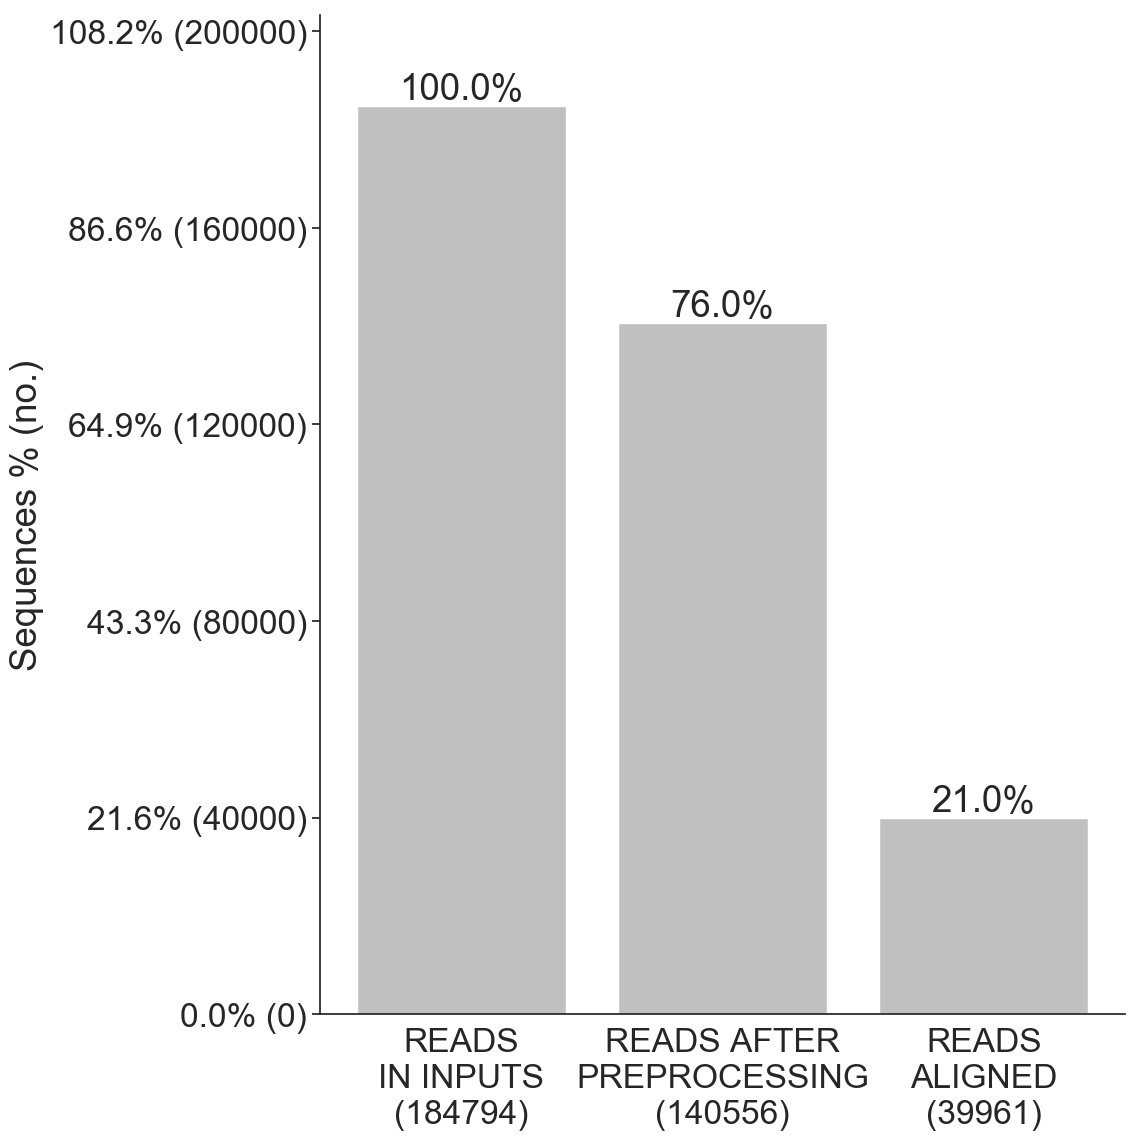 Sequences % (no.)
108.2% (200000)
86.6% (160000)
64.9% (120000)
43.3% (80000)
21.6% (40000)
0.0% (0)
100.0%
76.0%
21.0%
READS
IN INPUTS
(184794)
READS AFTER
PREPROCESSING
(140556)
READS
ALIGNED
(39961)